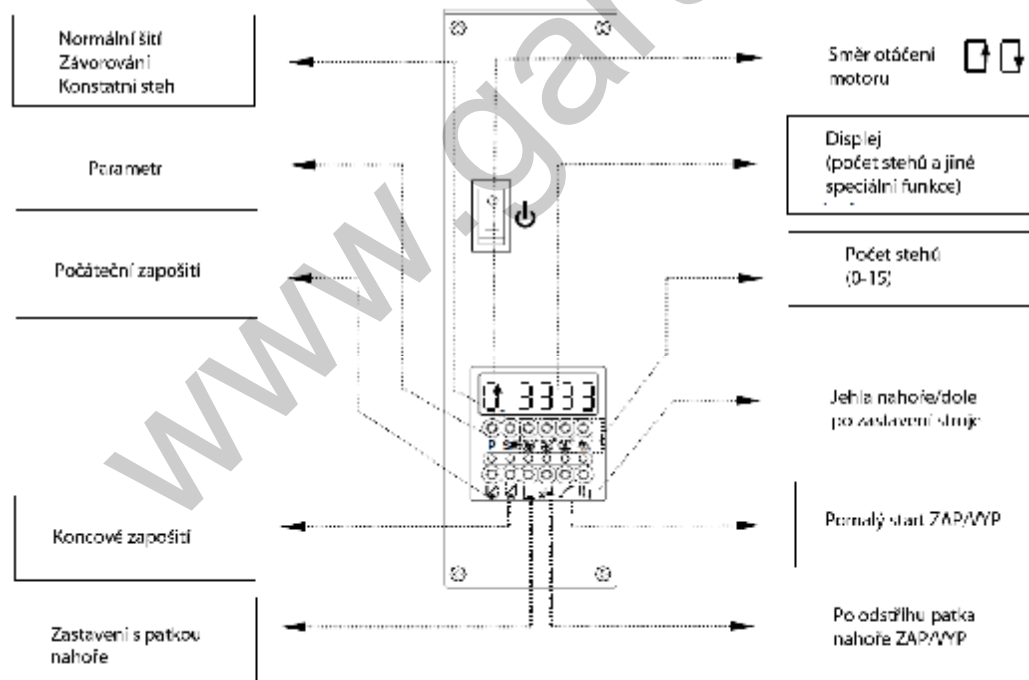 Normální šití
Závorování
Konstatní steh
Parametr
Počáteční zapošití
Koncové zapošití
Zastavení s patkou
nahoře
Směr otáčení
motoru
Displej
(počet stehů a jiné
speciální funkce)
Počet stehů
(0-15)
Jehla nahoře/dole
po zastavení stroje
Pomalý start ZAP/VYP
Po odstřihu patka
nahoře ZAP/VYP
3333
P
www.gar